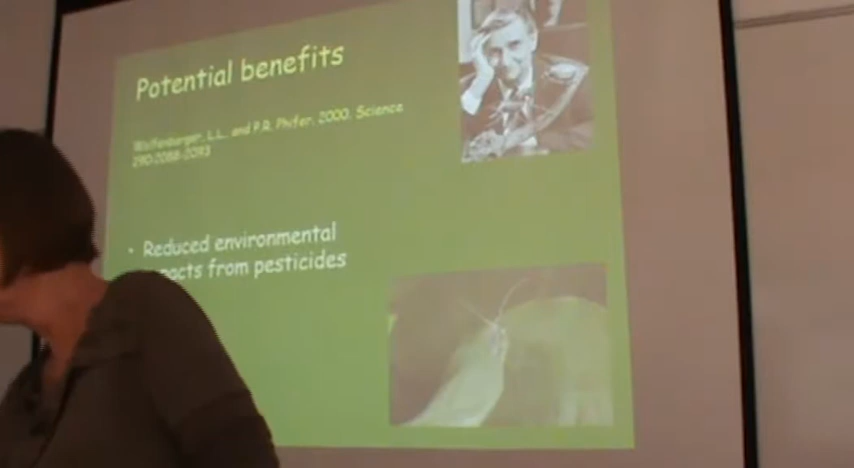 Potential benefits
Wolfenbarger, L.L. and P.R. Phifer. 2000. Science
290:2088-2093
• Reduced environmental
pacts from pesticides